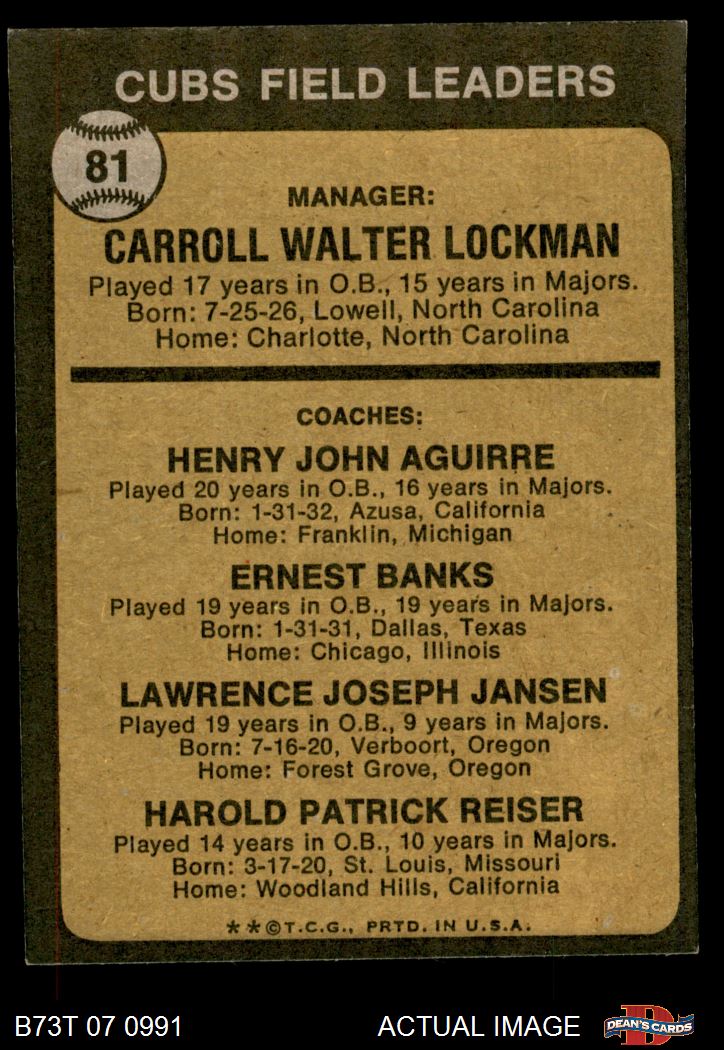 CUBS FIELD LEADERS
81
MANAGER:
CARROLL WALTER LOCKMAN
Played 17 years in O.B., 15 years in Majors.
Born: 7-25-26, Lowell, North Carolina
Home: Charlotte, North Carolina
COACHES:
HENRY JOHN AGUIRRE
Played 20 years in O.B., 16 years in Majors.
Born: 1-31-32, Azusa, California
Home: Franklin, Michigan
ERNEST BANKS
Played 19 years in O.B., 19 years in Majors.
Born: 1-31-31, Dallas, Texas
Home: Chicago, Illinois
LAWRENCE JOSEPH JANSEN
Played 19 years in O.B., 9 years in Majors.
Born: 7-16-20, Verboort, Oregon
Home: Forest Grove, Oregon
HAROLD PATRICK REISER
Played 14 years in O.B., 10 years in Majors.
Born: 3-17-20, St. Louis, Missouri
Home: Woodland Hills, California
**©T.C.G., PRTD. IN U.S.A.
B73T 07 0991
ACTUAL IMAGE
D
DEAN'S CARDS